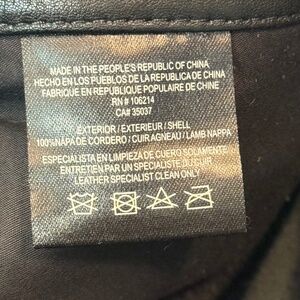 MADE IN THE PEOPLE'S REPUBLIC OF CHINA
HECHO EN LOS PUEBLOS DE LA REPUBLICA DE CHINA
FABRIQUE EN REPUBLIQUE POPULAIRE DE CHINE
RN# 106214
CA# 35037
EXTERIOR / EXTERIEUR / SHELL
100%NAPA DE CORDERO / CUIR AGNEAU / LAMB NAPPA
ESPECIALISTA EN LIMPIEZA DE CUERO SOLAMENTE
ENTRETIEN PAR UN SPECIALISTE DU CUIR
LEATHER SPECIALIST CLEAN ONLY